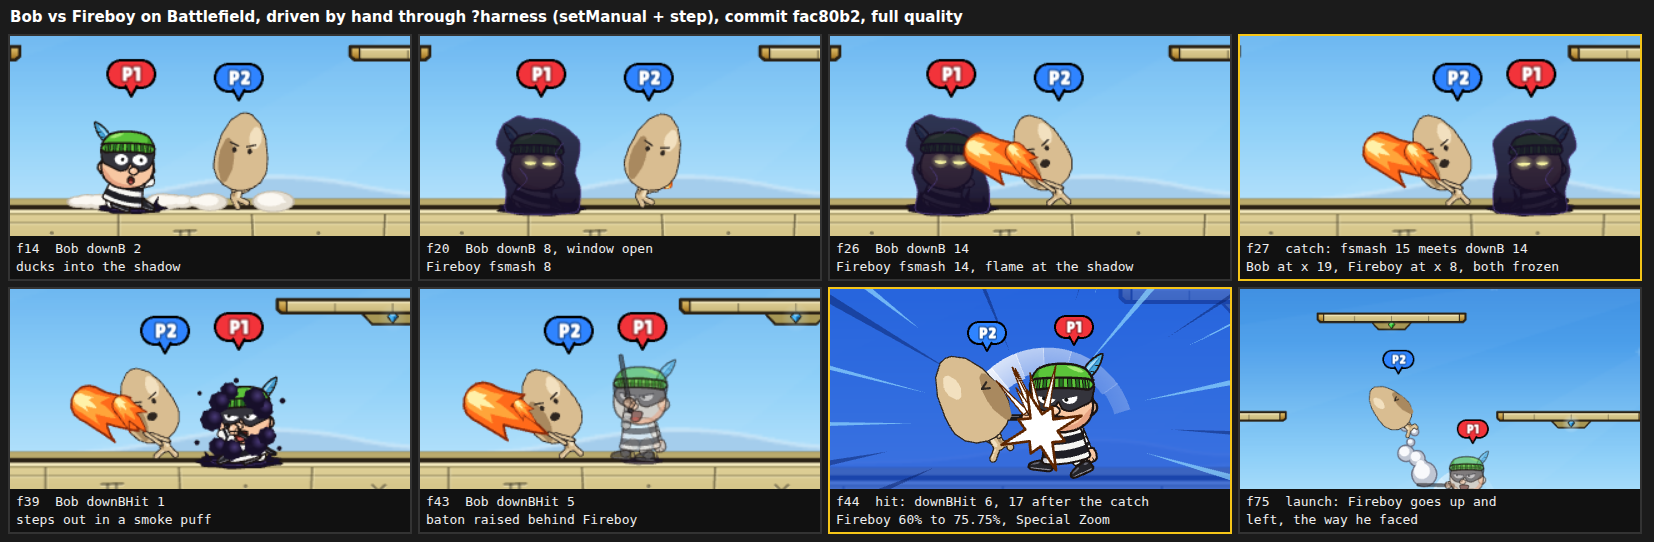 Bob vs Fireboy on Battlefield, driven by hand through ?harness (setManual + step), commit fac80b2, full quality
P1
P2
f14  Bob downB 2
ducks into the shadow
P1
P2
f20  Bob downB 8, window open
Fireboy fsmash 8
P1
P2
f26  Bob downB 14
Fireboy fsmash 14, flame at the shadow
P2
P1
f27  catch: fsmash 15 meets downB 14
Bob at x 19, Fireboy at x 8, both frozen
P2
P1
f39  Bob downBHit 1
steps out in a smoke puff
P2
P1
f43  Bob downBHit 5
baton raised behind Fireboy
P2
P1
f44  hit: downBHit 6, 17 after the catch
Fireboy 60% to 75.75%, Special Zoom
P2
P1
f75  launch: Fireboy goes up and
left, the way he faced